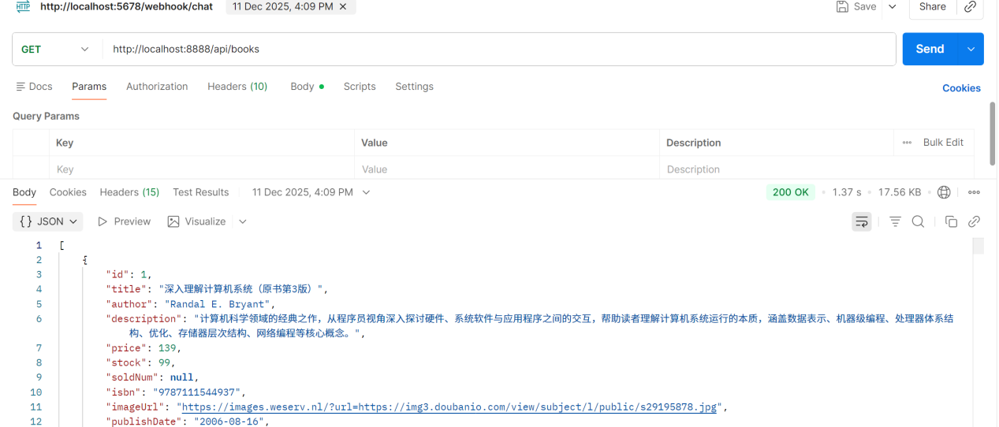 HTTP http://localhost:5678/webhook/chat 11 Dec 2025, 4:09 PM × Save Share
GET http://localhost:8888/api/books Send
Docs Params Authorization Headers (10) Body Scripts Settings Cookies
Query Params
Key Value Description Bulk Edit
Key Value Description
Body Cookies Headers (15) Test Results 11 Dec 2025, 4:09 PM 200 OK 1.37 s 17.56 KB
{} JSON Preview Visualize
1 [
2 {
3 "id": 1,
4 "title": "深入理解计算机系统（原书第3版）",
5 "author": "Randal E. Bryant",
6 "description": "计算机科学领域的经典之作，从程序员视角深入探讨硬件、系统软件与应用程序之间的交互，帮助读者理解计算机系统运行的本质，涵盖数据表示、机器级编程、处理器体系结
构、优化、存储器层次结构、网络编程等核心概念。",
7 "price": 139,
8 "stock": 99,
9 "soldNum": null,
10 "isbn": "9787111544937",
11 "imageUrl": "https://images.weserv.nl/?url=https://img3.doubanio.com/view/subject/l/public/s29195878.jpg",
12 "publishDate": "2006-08-16",